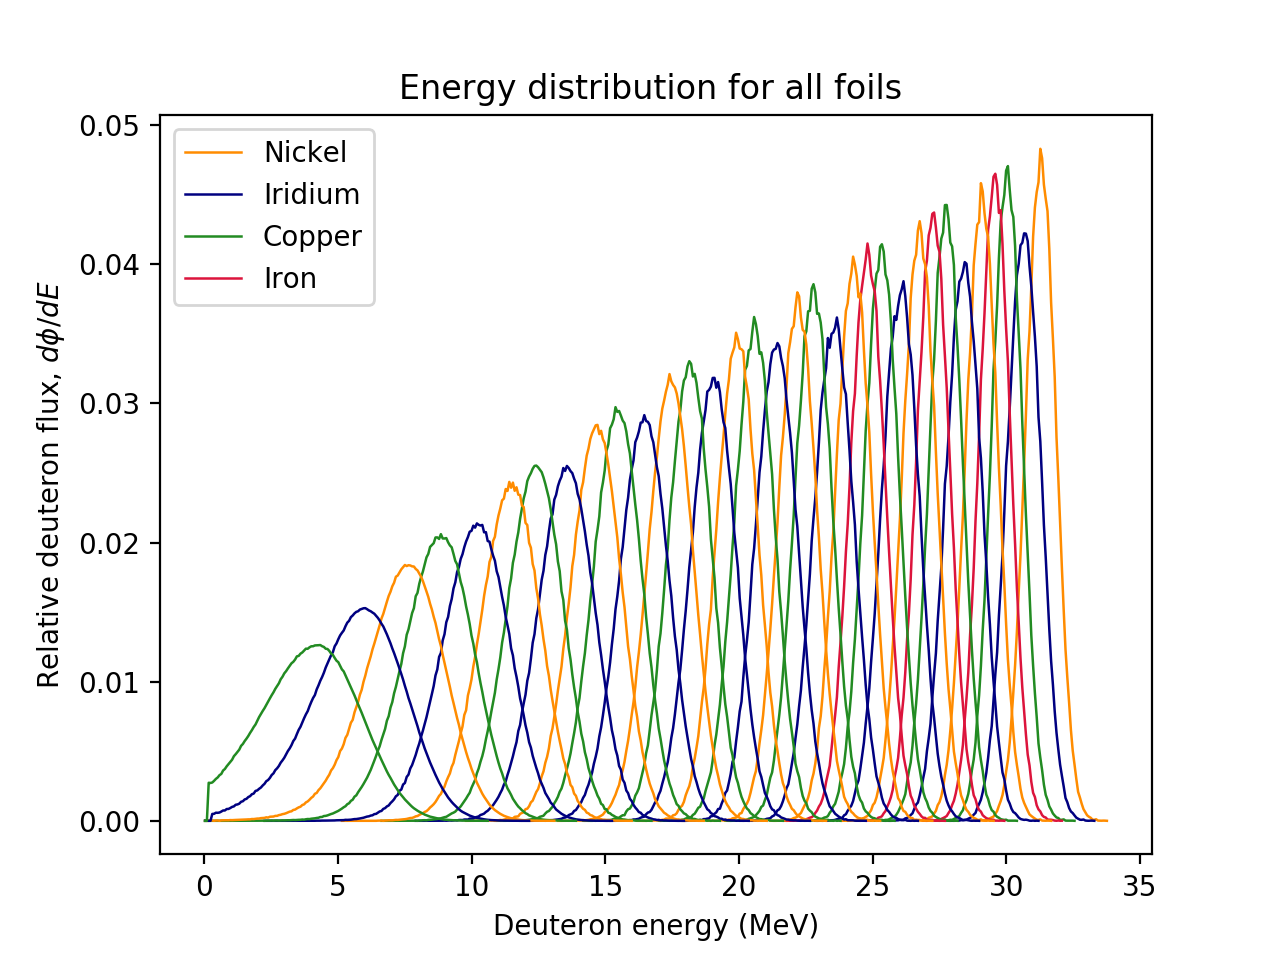 Energy distribution for all foils
Nickel
Iridium
Copper
Iron
Relative deuteron flux, dϕ/dE
0.05
0.04
0.03
0.02
0.01
0.00
0 5 10 15 20 25 30 35
Deuteron energy (MeV)